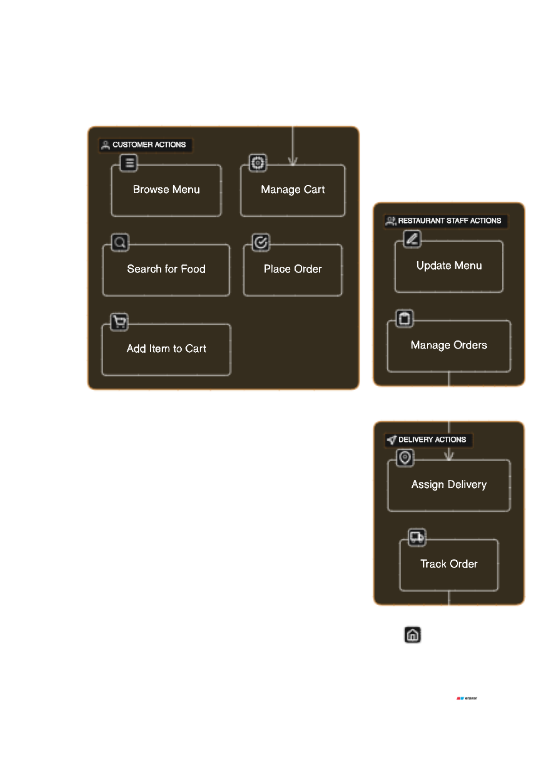 CUSTOMER ACTIONS
Browse Menu
Manage Cart
Search for Food
Place Order
Add Item to Cart
RESTAURANT STAFF ACTIONS
Update Menu
Manage Orders
DELIVERY ACTIONS
Assign Delivery
Track Order